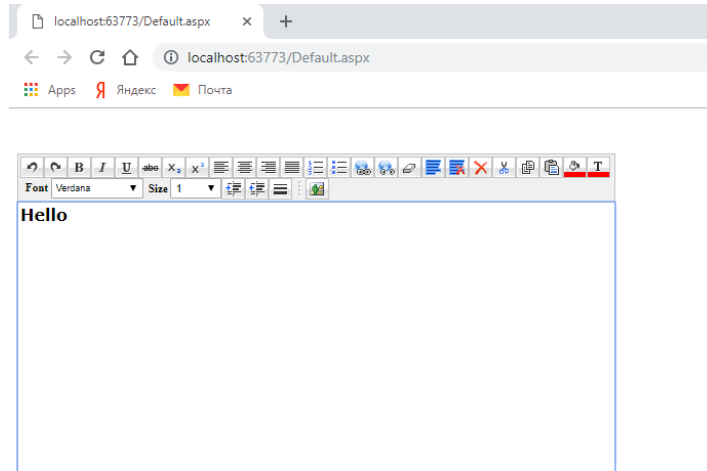 localhost:63773/Default.aspx
localhost:63773/Default.aspx
Apps Я Яндекс Почта
B I U abc X₂ X² T
Font Verdana Size 1
Hello